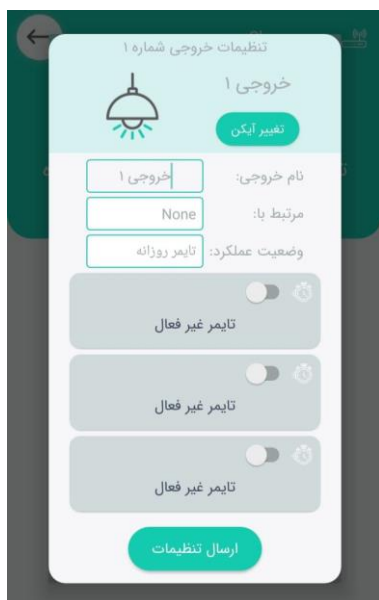 تنظیمات خروجی شماره ۱
خروجی ۱
تغییر آیکن
نام خروجی: خروجی ۱
مرتبط با: None
وضعیت عملکرد: تایمر روزانه
تایمر غیر فعال
تایمر غیر فعال
تایمر غیر فعال
ارسال تنظیمات